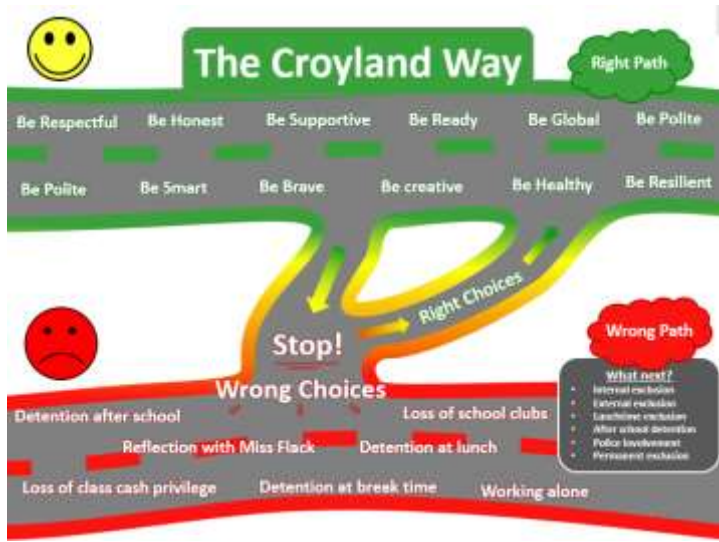 The Croyland Way
Right Path
Be Respectful Be Honest Be Supportive Be Ready Be Global Be Polite
Be Polite Be Smart Be Brave Be creative Be Healthy Be Resilient
Right Choices
Stop!
Wrong Choices
Wrong Path
What next?
Internal exclusion
External exclusion
Lunchtime exclusion
After school detention
Police Involvement
Permanent exclusion
Detention after school Loss of school clubs
Reflection with Miss Flack Detention at lunch
Loss of class cash privilege Detention at break time Working alone